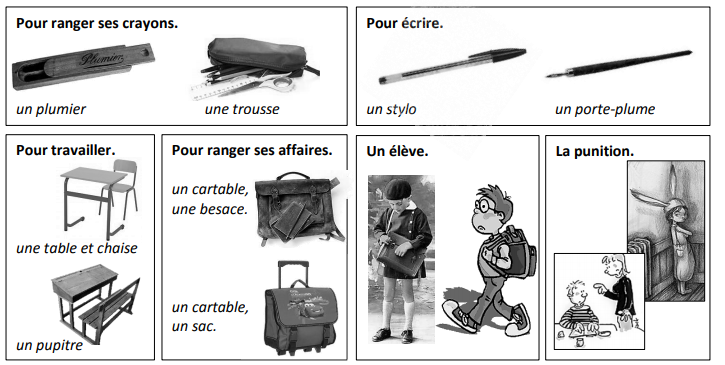 Pour ranger ses crayons.
Plumier
un plumier
une trousse
Pour écrire.
un stylo
un porte-plume
Pour travailler.
une table et chaise
un pupitre
Pour ranger ses affaires.
un cartable,
une besace.
un cartable,
un sac.
Un élève.
La punition.